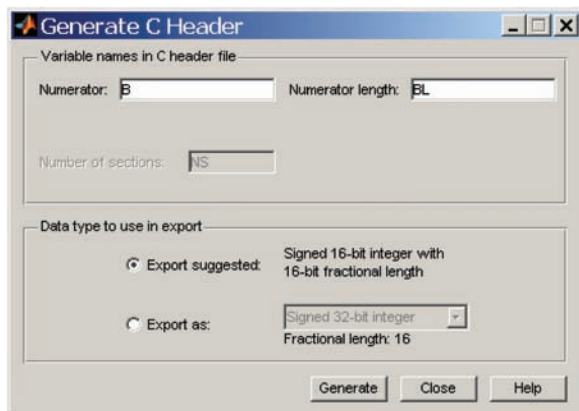 Generate C Header
Variable names in C header file
Numerator: B Numerator length: BL
Number of sections: NS
Data type to use in export
Export suggested: Signed 16-bit integer with
16-bit fractional length
Export as: Signed 32-bit integer
Fractional length: 16
Generate Close Help